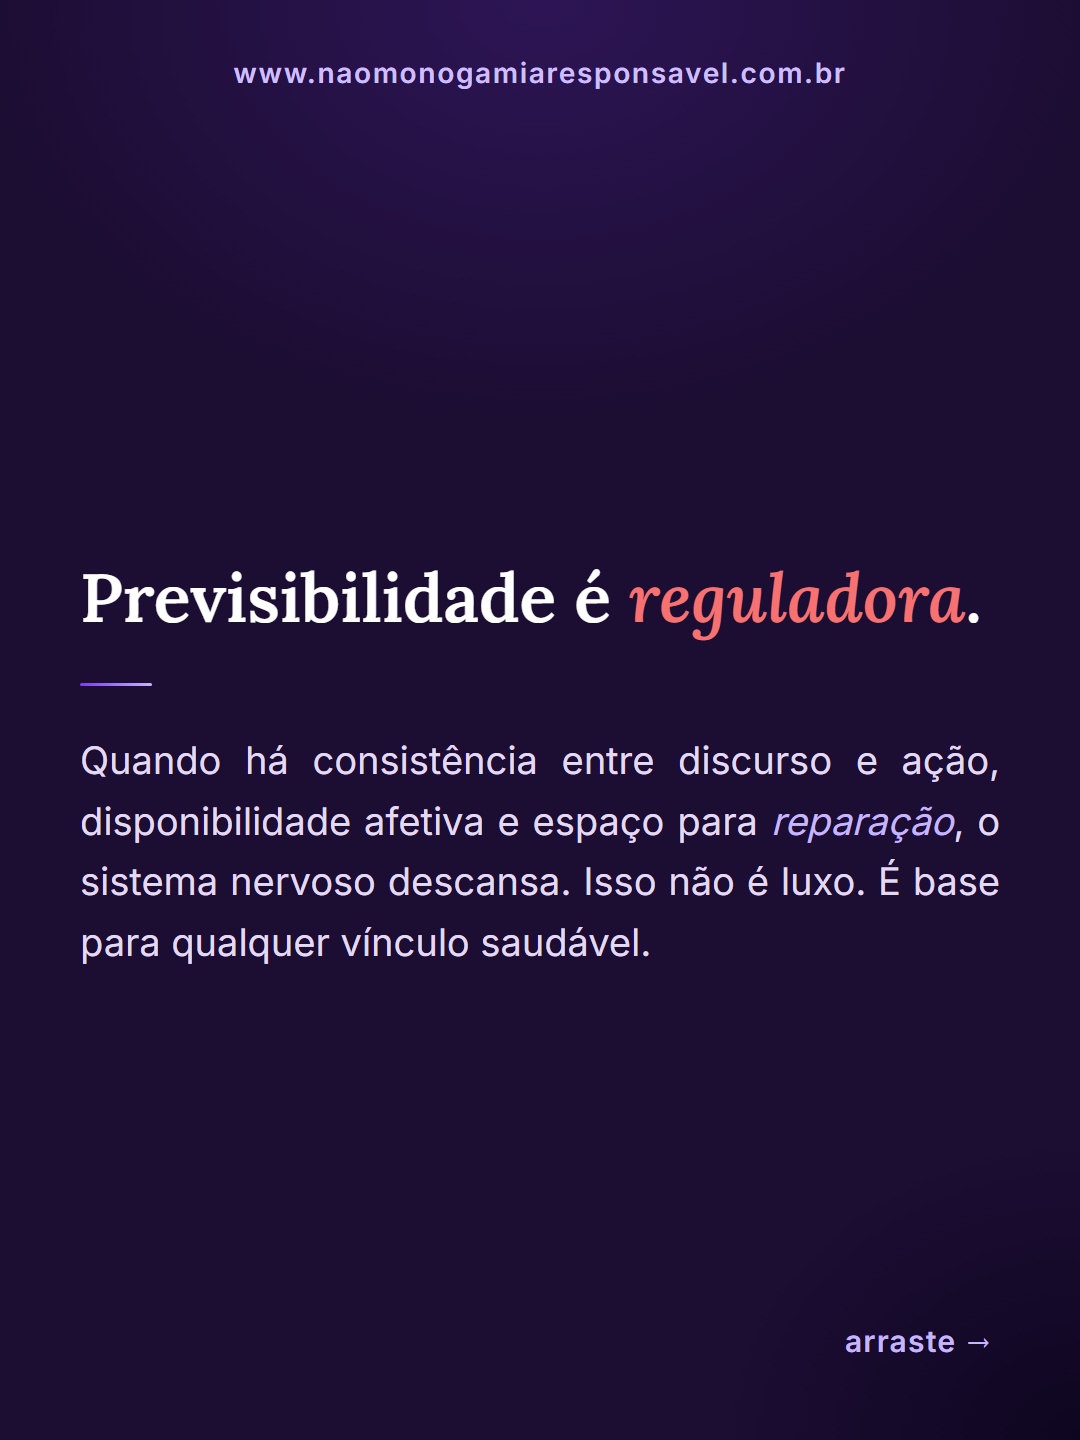 www.naomonogamiaresponsavel.com.br
Previsibilidade é reguladora.
Quando há consistência entre discurso e ação,
disponibilidade afetiva e espaço para reparação, o
sistema nervoso descansa. Isso não é luxo. É base
para qualquer vínculo saudável.
arraste →